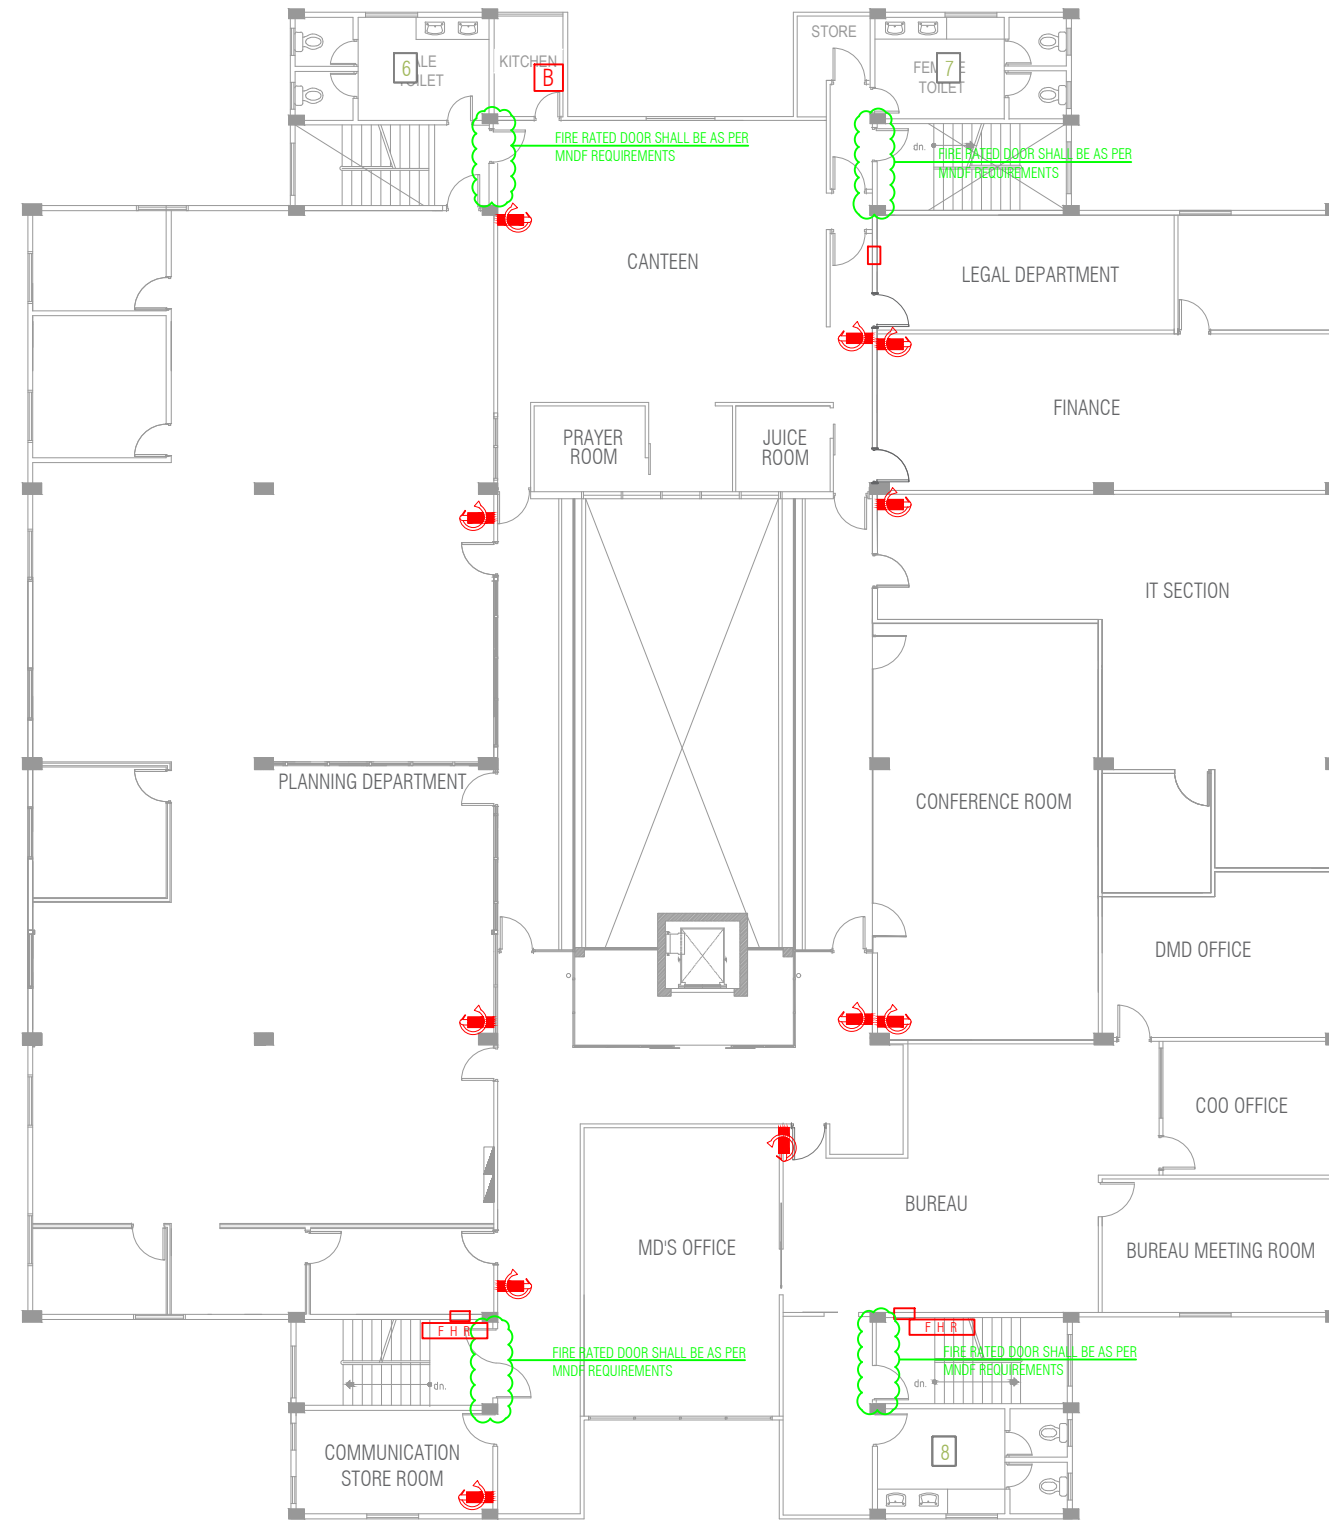 STORE
6
ALE
KITCHEN
7
B
TOILET
FIRE RATED DOOR SHALL BE AS PER
MNDF REQUIREMENTS
dn.
FIRE RATED DOOR SHALL BE AS PER
MNDF REQUIREMENTS
CANTEEN
LEGAL DEPARTMENT
FINANCE
PRAYER
ROOM
JUICE
ROOM
IT SECTION
PLANNING DEPARTMENT
CONFERENCE ROOM
DMD OFFICE
COO OFFICE
BUREAU
MD'S OFFICE
BUREAU MEETING ROOM
F H R
F H R
FIRE RATED DOOR SHALL BE AS PER
MNDF REQUIREMENTS
FIRE RATED DOOR SHALL BE AS PER
MNDF REQUIREMENTS
dn.
dn.
COMMUNICATION
STORE ROOM
8